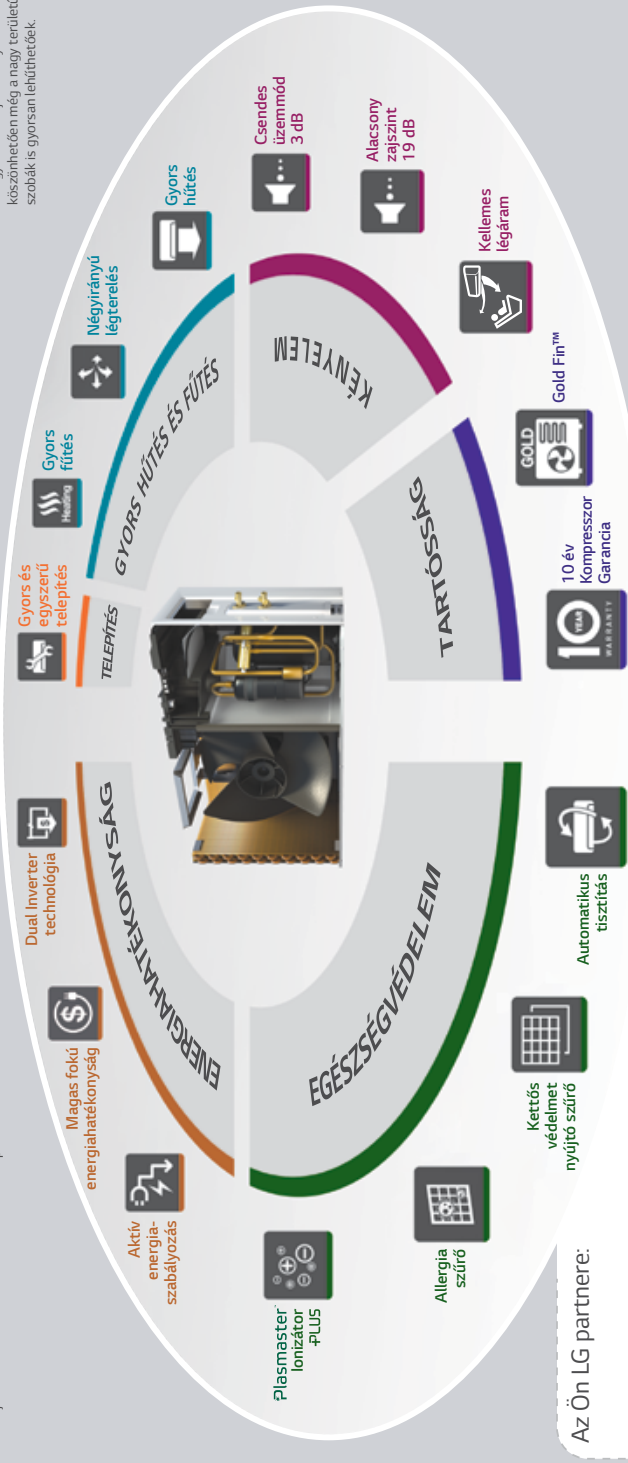 köszönhetően még a nagy területű
szobák is gyorsan lehűthetőek.
Dual Inverter
technológia
Magas fokú
energiahatékonyság
Aktív
energia-
szabályozás
ENERGIAHATÉKONYSÁG
Gyors és
egyszerű
telepítés
TELEPÍTÉS
Heating
Gyors
fűtés
Négyirányú
légterelés
Gyors
hűtés
GYORS HŰTÉS ÉS FŰTÉS
Csendes
üzemmód
3 dB
Alacsony
zajszint
19 dB
Kellemes
légáram
KÉNYELEM
GOLD
Gold Fin™
10
YEAR
WARRANTY
10 év
Kompresszor
Garancia
TARTÓSSÁG
Automatikus
tisztítás
Kettős
védelmet
nyújtó szűrő
Allergia
szűrő
Plasmaster
Ionizátor
PLUS
EGÉSZSÉGVÉDELEM
Az Ön LG partnere: